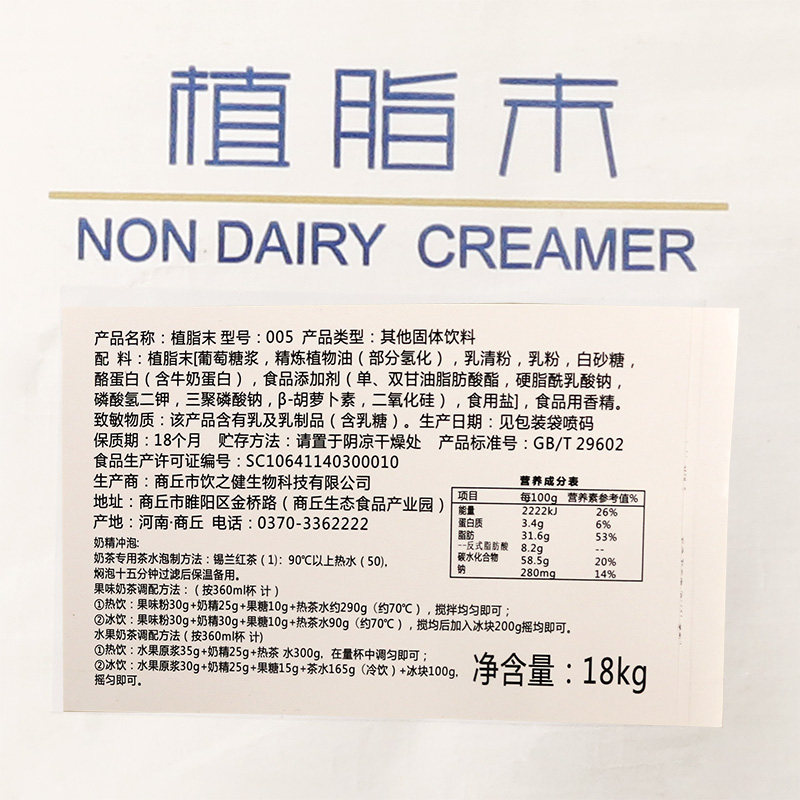 植脂末
NON DAIRY CREAMER
产品名称：植脂末 型号：005 产品类型：其他固体饮料
配 料：植脂末[葡萄糖浆，精炼植物油（部分氢化），乳清粉，乳粉，白砂糖，
酪蛋白（含牛奶蛋白），食品添加剂（单、双甘油脂肪酸酯，硬脂酰乳酸钠，
磷酸氢二钾，三聚磷酸钠，β-胡萝卜素，二氧化硅），食用盐]，食品用香精。
致敏物质：该产品含有乳及乳制品（含乳糖）。生产日期：见包装袋喷码
保质期：18个月 贮存方法：请置于阴凉干燥处 产品标准号：GB/T 29602
食品生产许可证编号：SC10641140300010
生产商：商丘市饮之健生物科技有限公司
地址：商丘市睢阳区金桥路（商丘生态食品产业园）
产地：河南·商丘 电话：0370-3362222
营养成分表
项目 每100g 营养素参考值%
能量 2222kJ 26%
蛋白质 3.4g 6%
脂肪 31.6g 53%
--反式脂肪酸 8.2g --
碳水化合物 58.5g 20%
钠 280mg 14%
奶精冲泡:
奶茶专用茶水泡制方法：锡兰红茶（1）：90℃以上热水（50），
焖泡十五分钟过滤后保温备用。
果味奶茶调配方法：（按360ml杯 计）
①热饮：果味粉30g+奶精25g+果糖10g+热茶水约290g（约70℃），搅拌均匀即可；
②冰饮：果味粉30g+奶精30g+果糖10g+热茶水90g（约70℃），搅均后加入冰块200g摇均即可。
水果奶茶调配方法（按360ml杯 计）
①热饮：水果原浆35g+奶精25g+热茶 水300g，在量杯中调匀即可；
②冰饮：水果原浆30g+奶精25g+果糖15g+茶水165g（冷饮）+冰块100g，
摇匀即可。
净含量：18kg